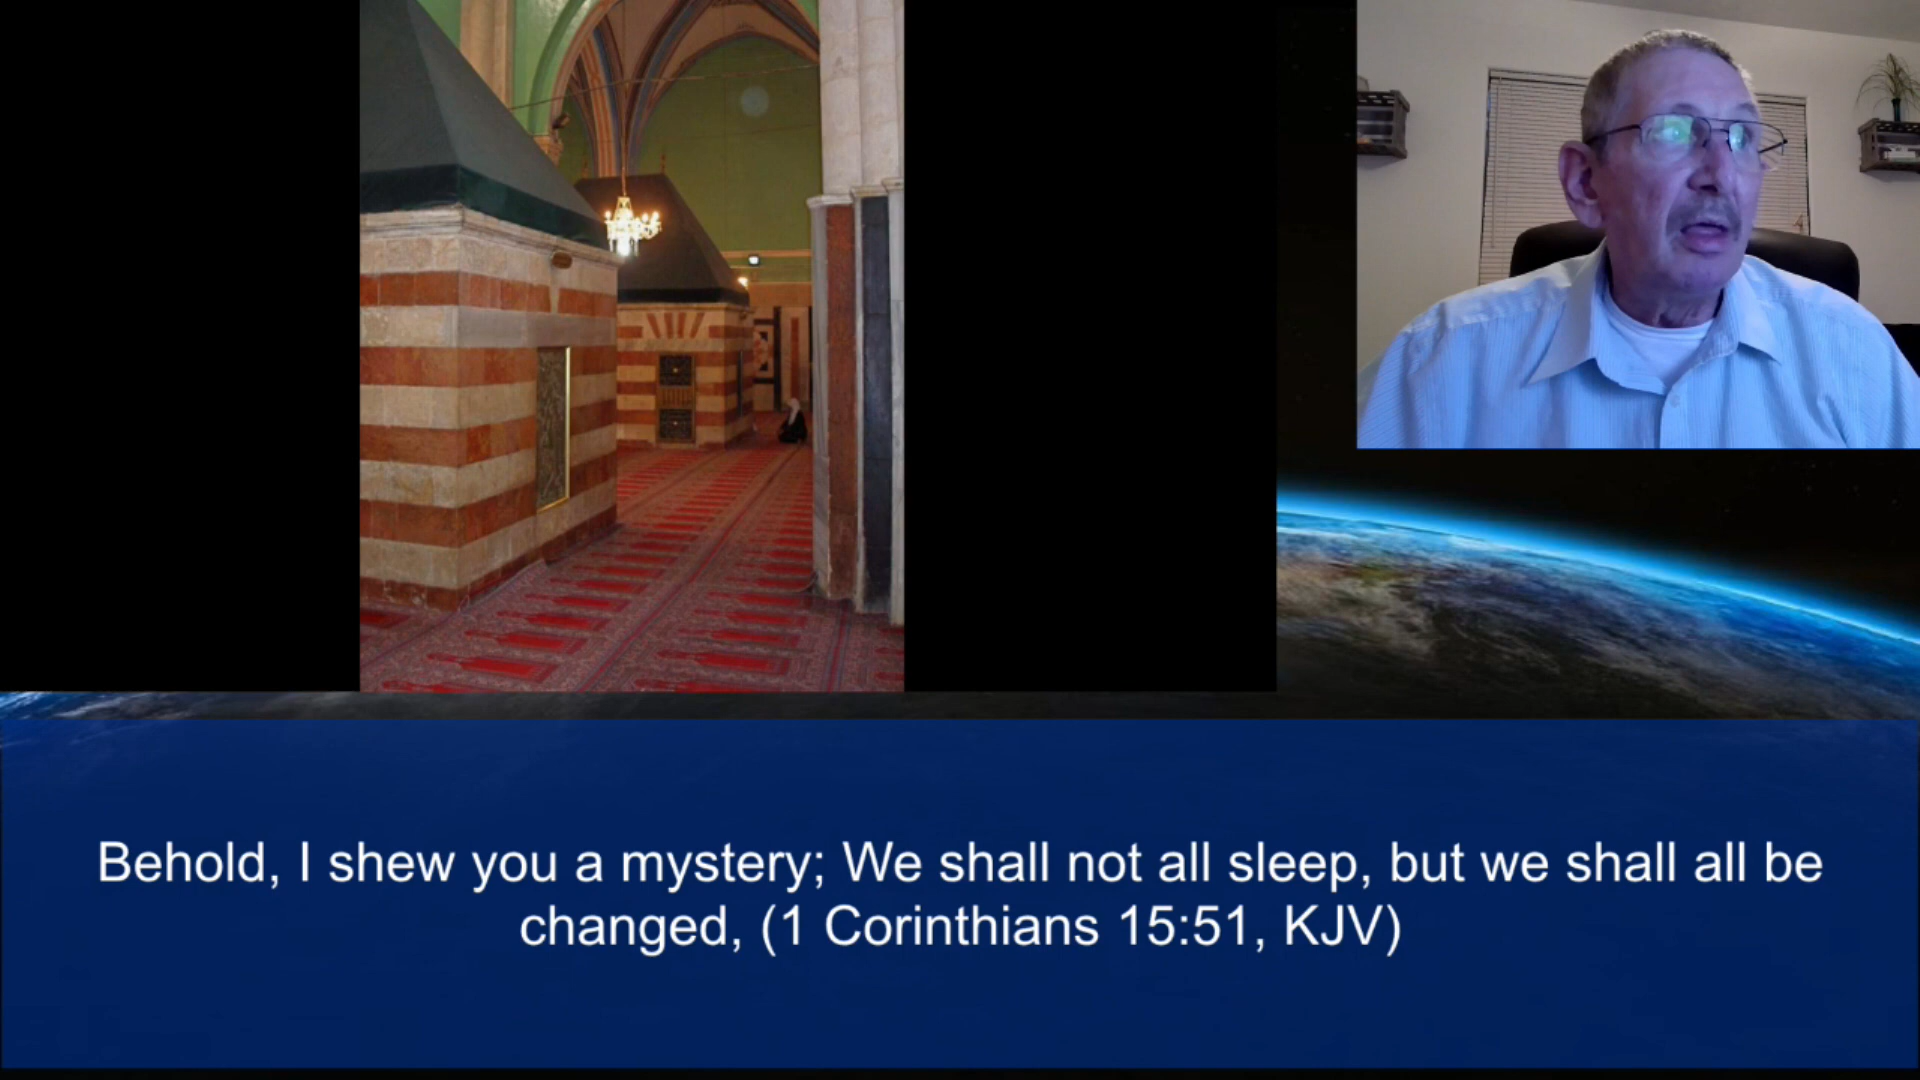 Behold, I shew you a mystery; We shall not all sleep, but we shall all be
changed, (1 Corinthians 15:51, KJV)